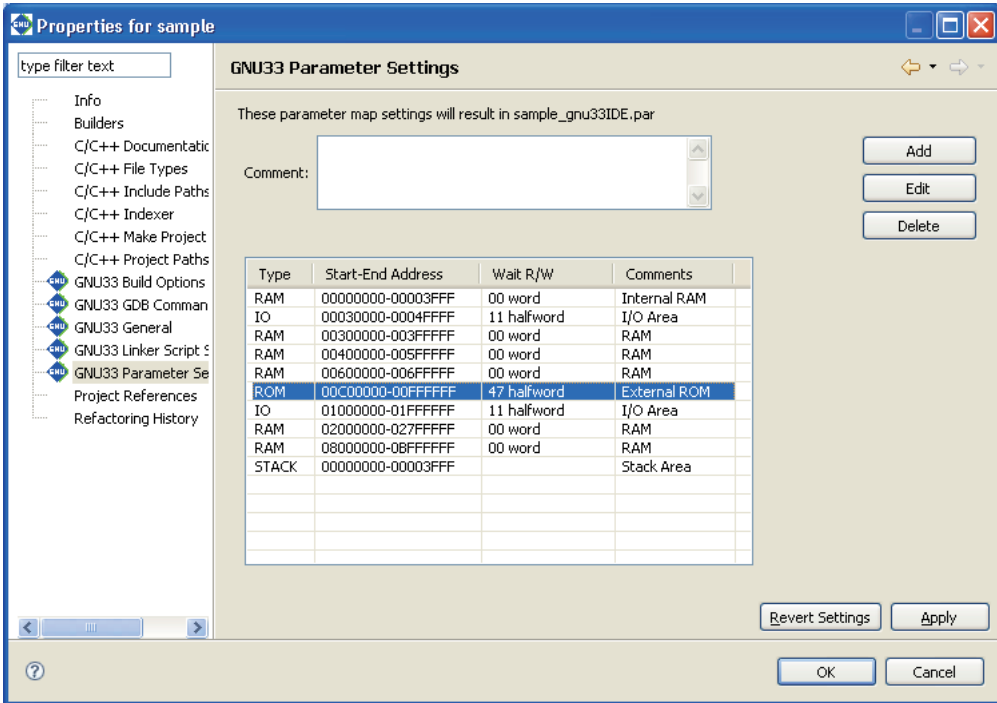 Properties for sample
type filter text
GNU33 Parameter Settings
Info
Builders
C/C++ Documentatic
C/C++ File Types
C/C++ Include Paths
C/C++ Indexer
C/C++ Make Project
C/C++ Project Paths
GNU GNU33 Build Options
GNU GNU33 GDB Comman
GNU GNU33 General
GNU GNU33 Linker Script S
GNU GNU33 Parameter Se
Project References
Refactoring History
These parameter map settings will result in sample_gnu33IDE.par
Comment:
Add
Edit
Delete
Type Start-End Address Wait R/W Comments
RAM 00000000-00003FFF 00 word Internal RAM
IO 00030000-0004FFFF 11 halfword I/O Area
RAM 00300000-003FFFFF 00 word RAM
RAM 00400000-005FFFFF 00 word RAM
RAM 00600000-006FFFFF 00 word RAM
ROM 00C00000-00FFFFFF 47 halfword External ROM
IO 01000000-01FFFFFF 11 halfword I/O Area
RAM 02000000-027FFFFF 00 word RAM
RAM 08000000-0BFFFFFF 00 word RAM
STACK 00000000-00003FFF Stack Area
Revert Settings Apply
? OK Cancel